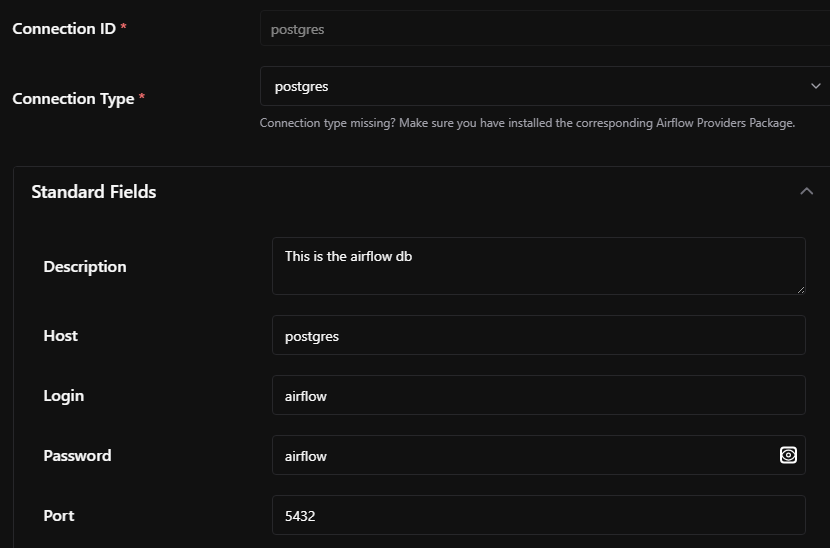 Connection ID *
postgres
Connection Type *
postgres
Connection type missing? Make sure you have installed the corresponding Airflow Providers Package.
Standard Fields
Description
This is the airflow db
Host
postgres
Login
airflow
Password
airflow
Port
5432